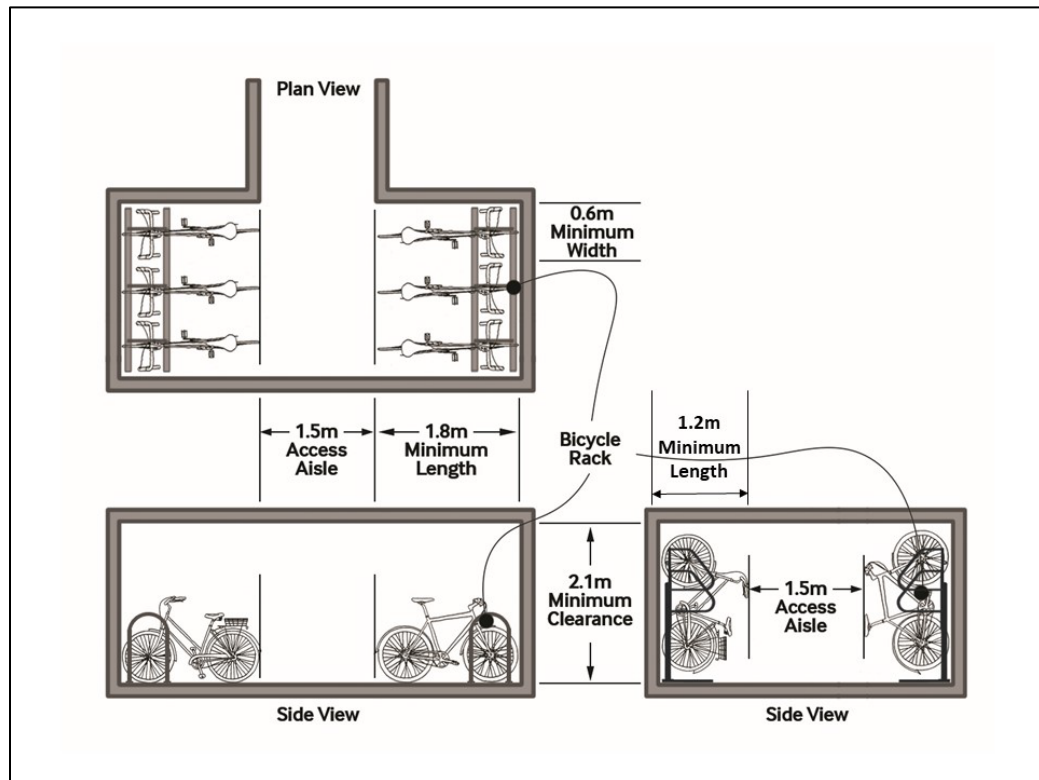 Plan View
0.6m
Minimum
Width
1.5m
Access
Aisle
1.8m
Minimum
Length
Bicycle
Rack
1.2m
Minimum
Length
2.1m
Minimum
Clearance
1.5m
Access
Aisle
Side View
Side View